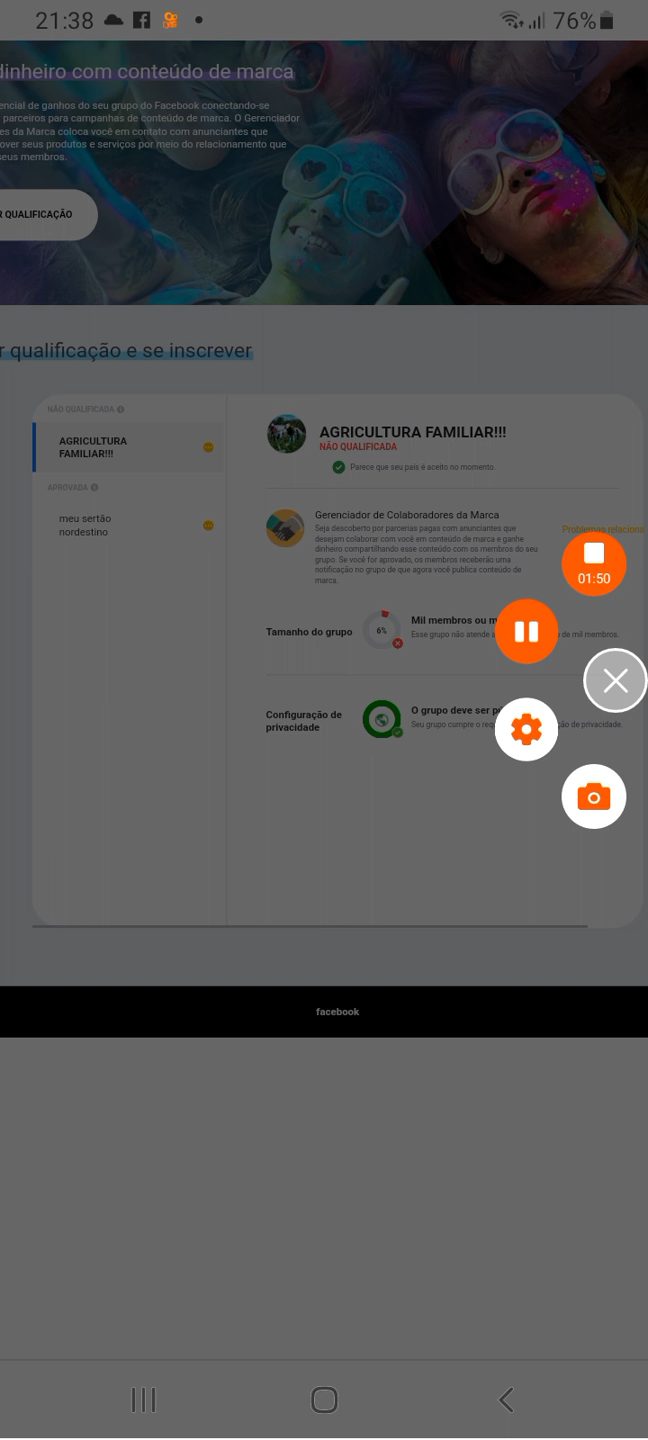 21:38
76%
dinheiro com conteúdo de marca
encial de ganhos do seu grupo do Facebook conectando-se
parceiros para campanhas de conteúdo de marca. O Gerenciador
es da Marca coloca você em contato com anunciantes que
over seus produtos e serviços por meio do relacionamento que
seus membros.
R QUALIFICAÇÃO
r qualificação e se inscrever
NÃO QUALIFICADA
AGRICULTURA
FAMILIAR!!!
APROVADA
meu sertão
nordestino
AGRICULTURA FAMILIAR!!!
NÃO QUALIFICADA
Parece que seu país é aceito no momento.
Gerenciador de Colaboradores da Marca
Seja descoberto por parcerias pagas com anunciantes que
desejam colaborar com você em conteúdo de marca e ganhe
dinheiro compartilhando esse conteúdo com os membros do seu
grupo. Se você for aprovado, os membros receberão uma
notificação no grupo de que agora você publica conteúdo de
marca.
Problemas relaciona
01:50
Tamanho do grupo
6%
Mil membros ou m
Esse grupo não atende a de mil membros.
Configuração de
privacidade
O grupo deve ser p
Seu grupo cumpre o req ção de privacidade.
facebook